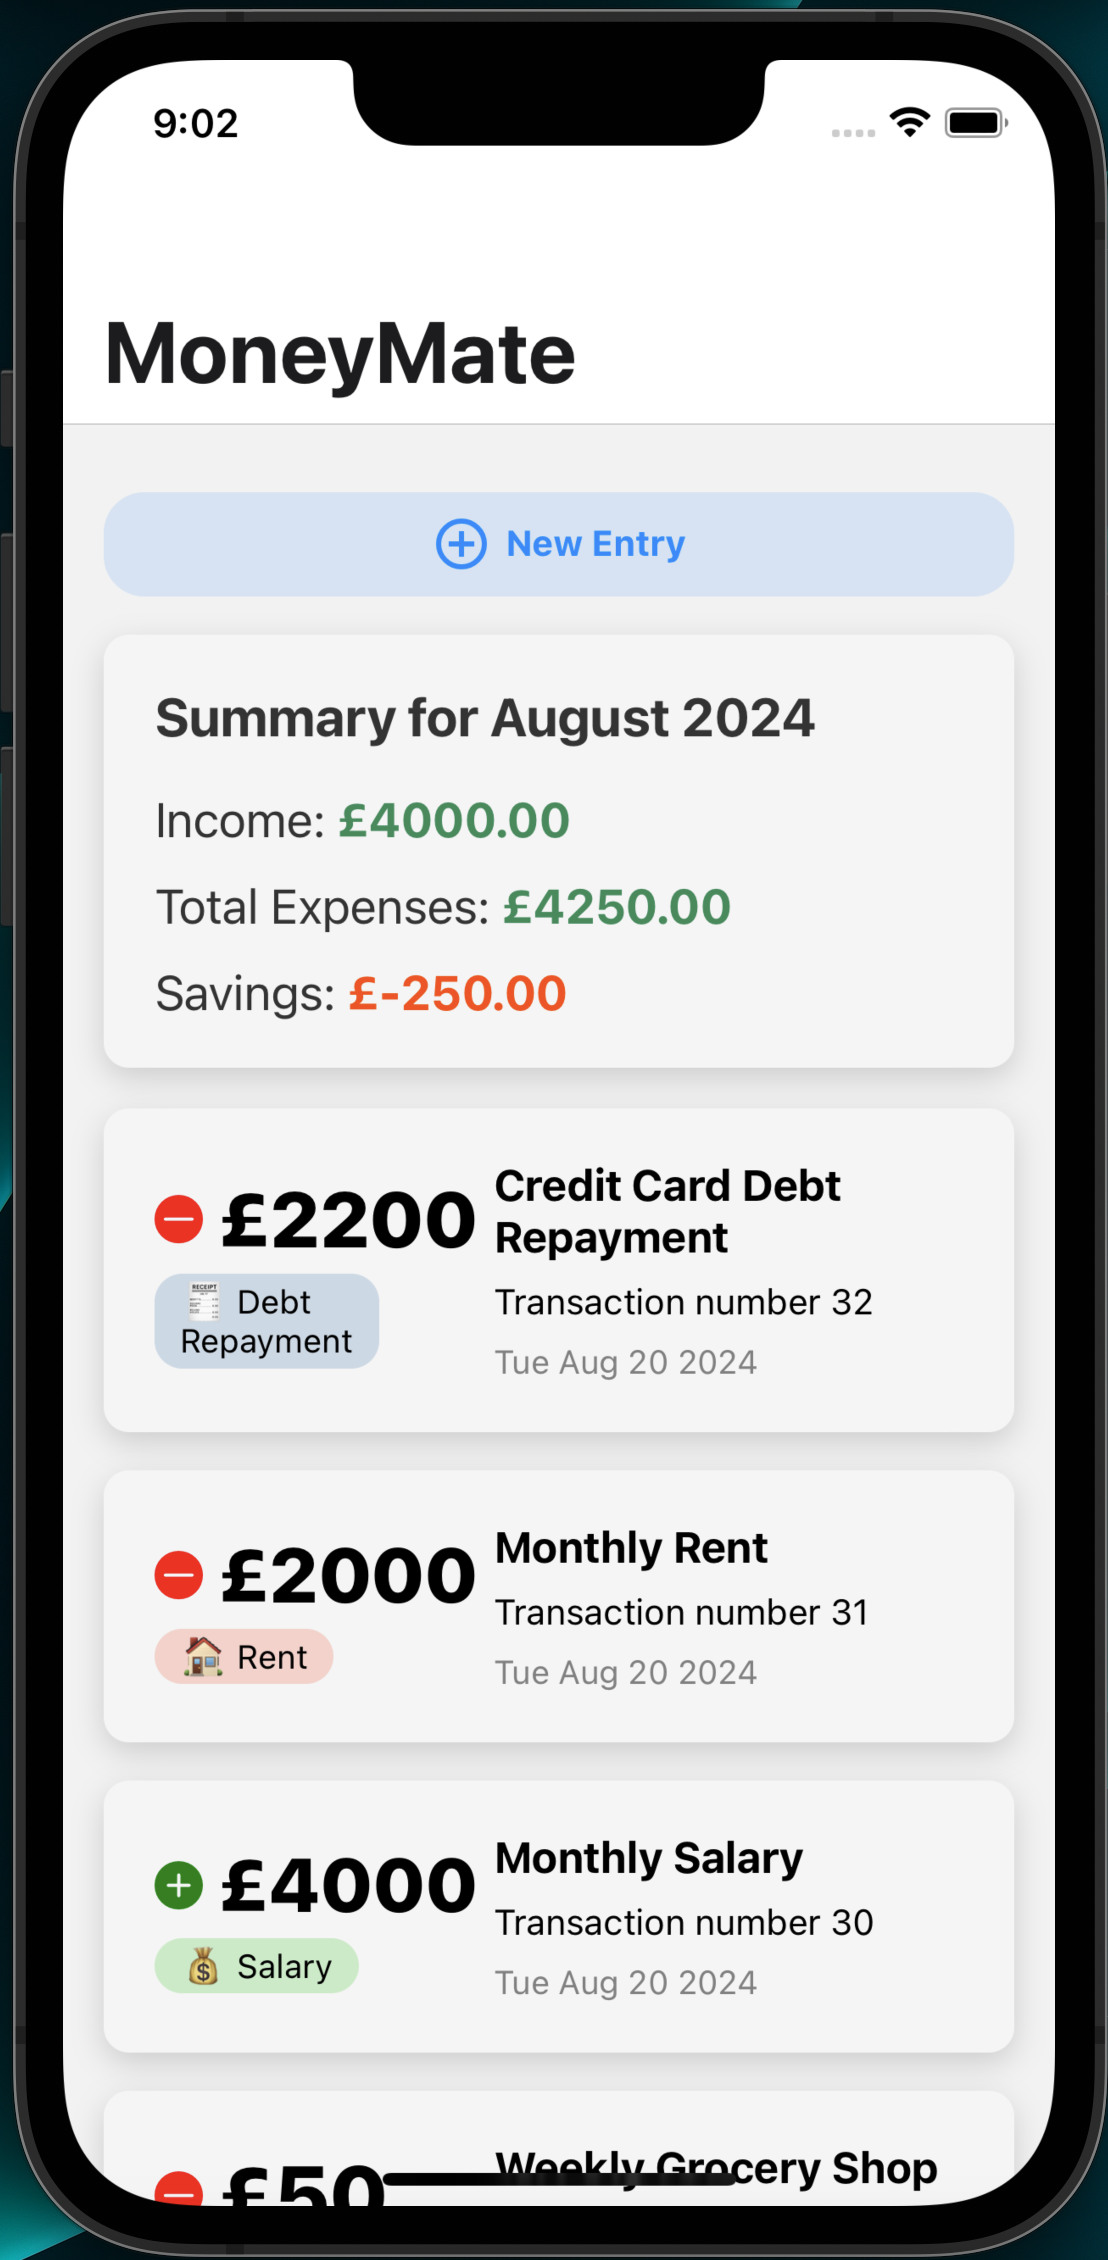 9:02
MoneyMate
New Entry
Summary for August 2024
Income: £4000.00
Total Expenses: £4250.00
Savings: £-250.00
£2200
Debt
Repayment
Credit Card Debt
Repayment
Transaction number 32
Tue Aug 20 2024
£2000
Rent
Monthly Rent
Transaction number 31
Tue Aug 20 2024
£4000
Salary
Monthly Salary
Transaction number 30
Tue Aug 20 2024
£50
Weekly Grocery Shop